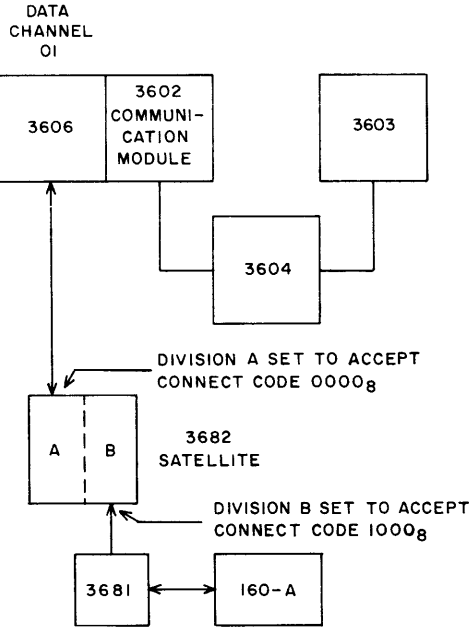 DATA
CHANNEL
01
3606
3602
COMMUNI-
CATION
MODULE
3603
3604
DIVISION A SET TO ACCEPT
CONNECT CODE 0000₈
A
B
3682
SATELLITE
DIVISION B SET TO ACCEPT
CONNECT CODE 1000₈
3681
160-A